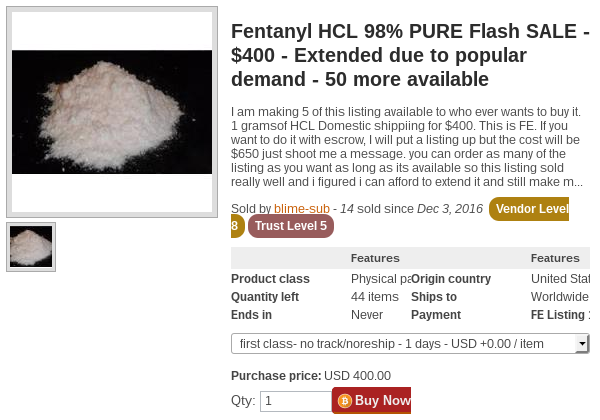 Fentanyl HCL 98% PURE Flash SALE -
$400 - Extended due to popular
demand - 50 more available
I am making 5 of this listing available to who ever wants to buy it.
1 gramsof HCL Domestic shippiing for $400. This is FE. If you
want to do it with escrow, I will put a listing up but the cost will be
$650 just shoot me a message. you can order as many of the
listing as you want as long as its available so this listing sold
really well and i figured i can afford to extend it and still make m...
Sold by blime-sub - 14 sold since Dec 3, 2016 Vendor Level
8 Trust Level 5
Features Features
Product class Physical pa Origin country United Stat
Quantity left 44 items Ships to Worldwide
Ends in Never Payment FE Listing
first class- no track/noreship - 1 days - USD +0.00 / item
Purchase price: USD 400.00
Qty: 1 Buy Now